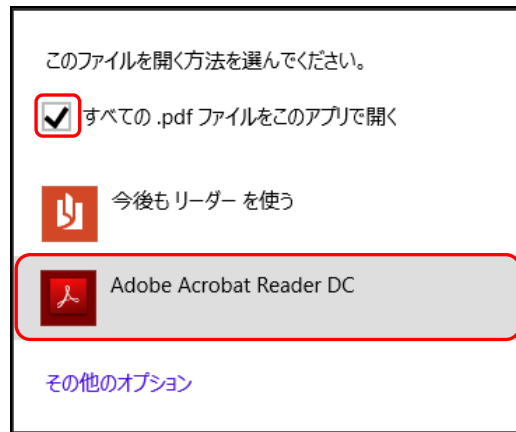 このファイルを開く方法を選んでください。
すべての .pdf ファイルをこのアプリで開く
今後も リーダー を使う
Adobe Acrobat Reader DC
その他のオプション